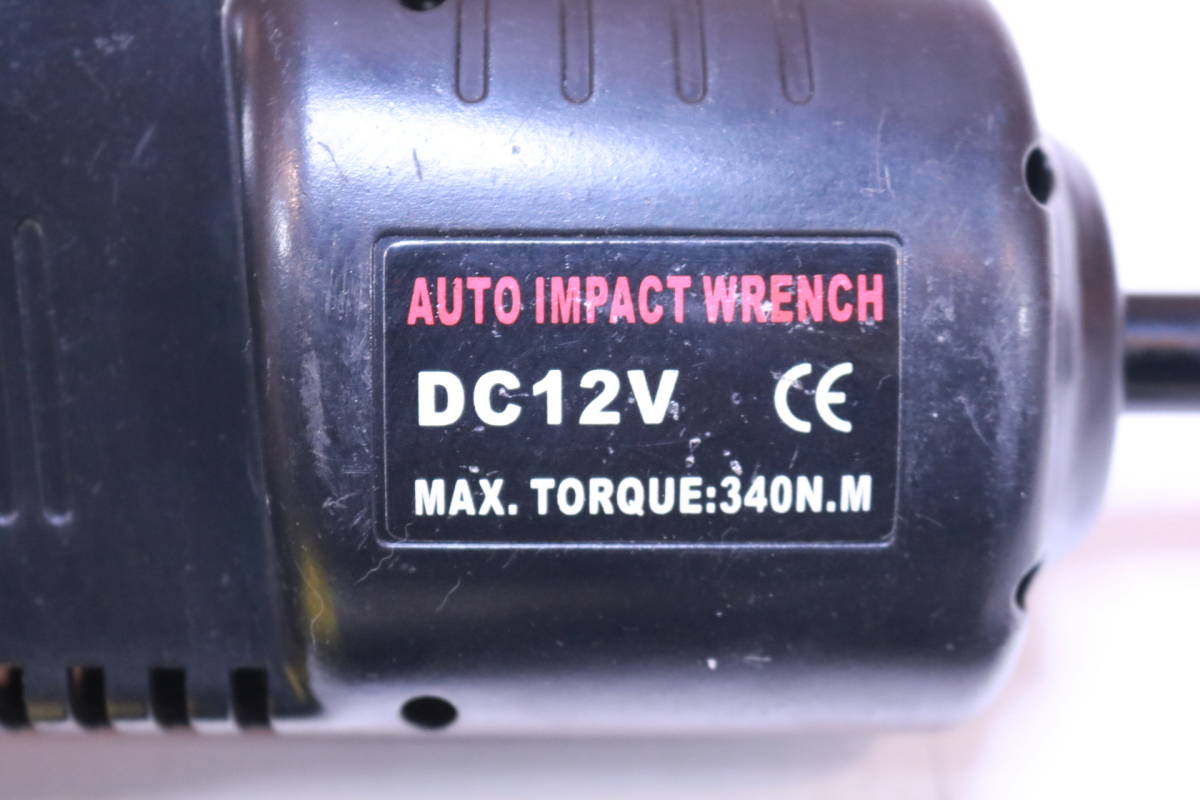 AUTO IMPACT WRENCH
DC12V CE
MAX. TORQUE:340N.M